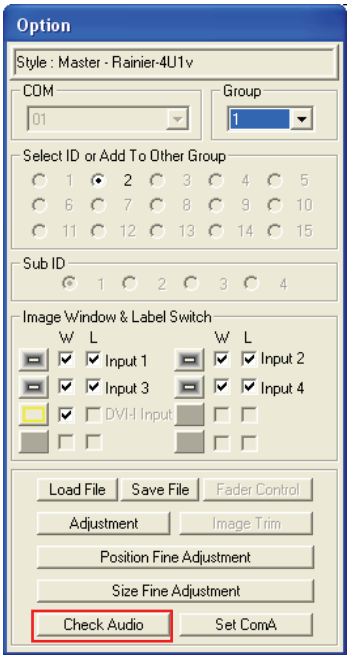 Option
Style : Master - Rainier-4U1v
COM Group
01 1
Select ID or Add To Other Group
1 2 3 4 5
6 7 8 9 10
11 12 13 14 15
Sub ID
1 2 3 4
Image Window & Label Switch
W L W L
Input 1 Input 2
Input 3 Input 4
DVI-I Input
Load File Save File Fader Control
Adjustment Image Trim
Position Fine Adjustment
Size Fine Adjustment
Check Audio Set ComA